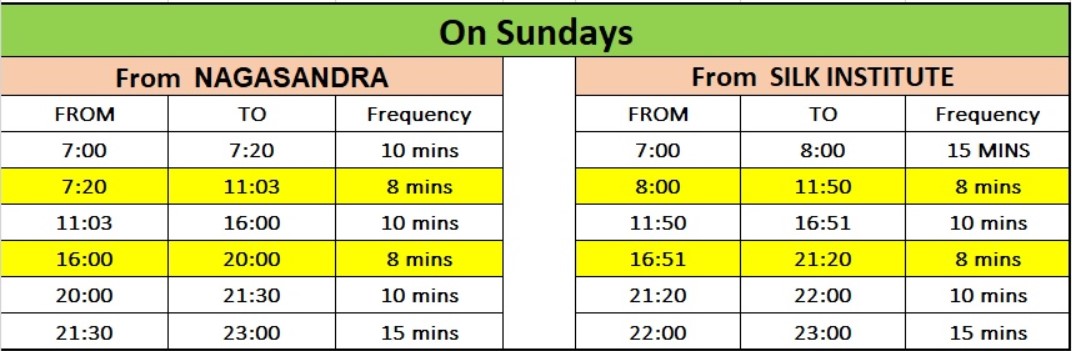 On Sundays
From NAGASANDRA From SILK INSTITUTE
FROM TO Frequency FROM TO Frequency
7:00 7:20 10 mins 7:00 8:00 15 MINS
7:20 11:03 8 mins 8:00 11:50 8 mins
11:03 16:00 10 mins 11:50 16:51 10 mins
16:00 20:00 8 mins 16:51 21:20 8 mins
20:00 21:30 10 mins 21:20 22:00 10 mins
21:30 23:00 15 mins 22:00 23:00 15 mins